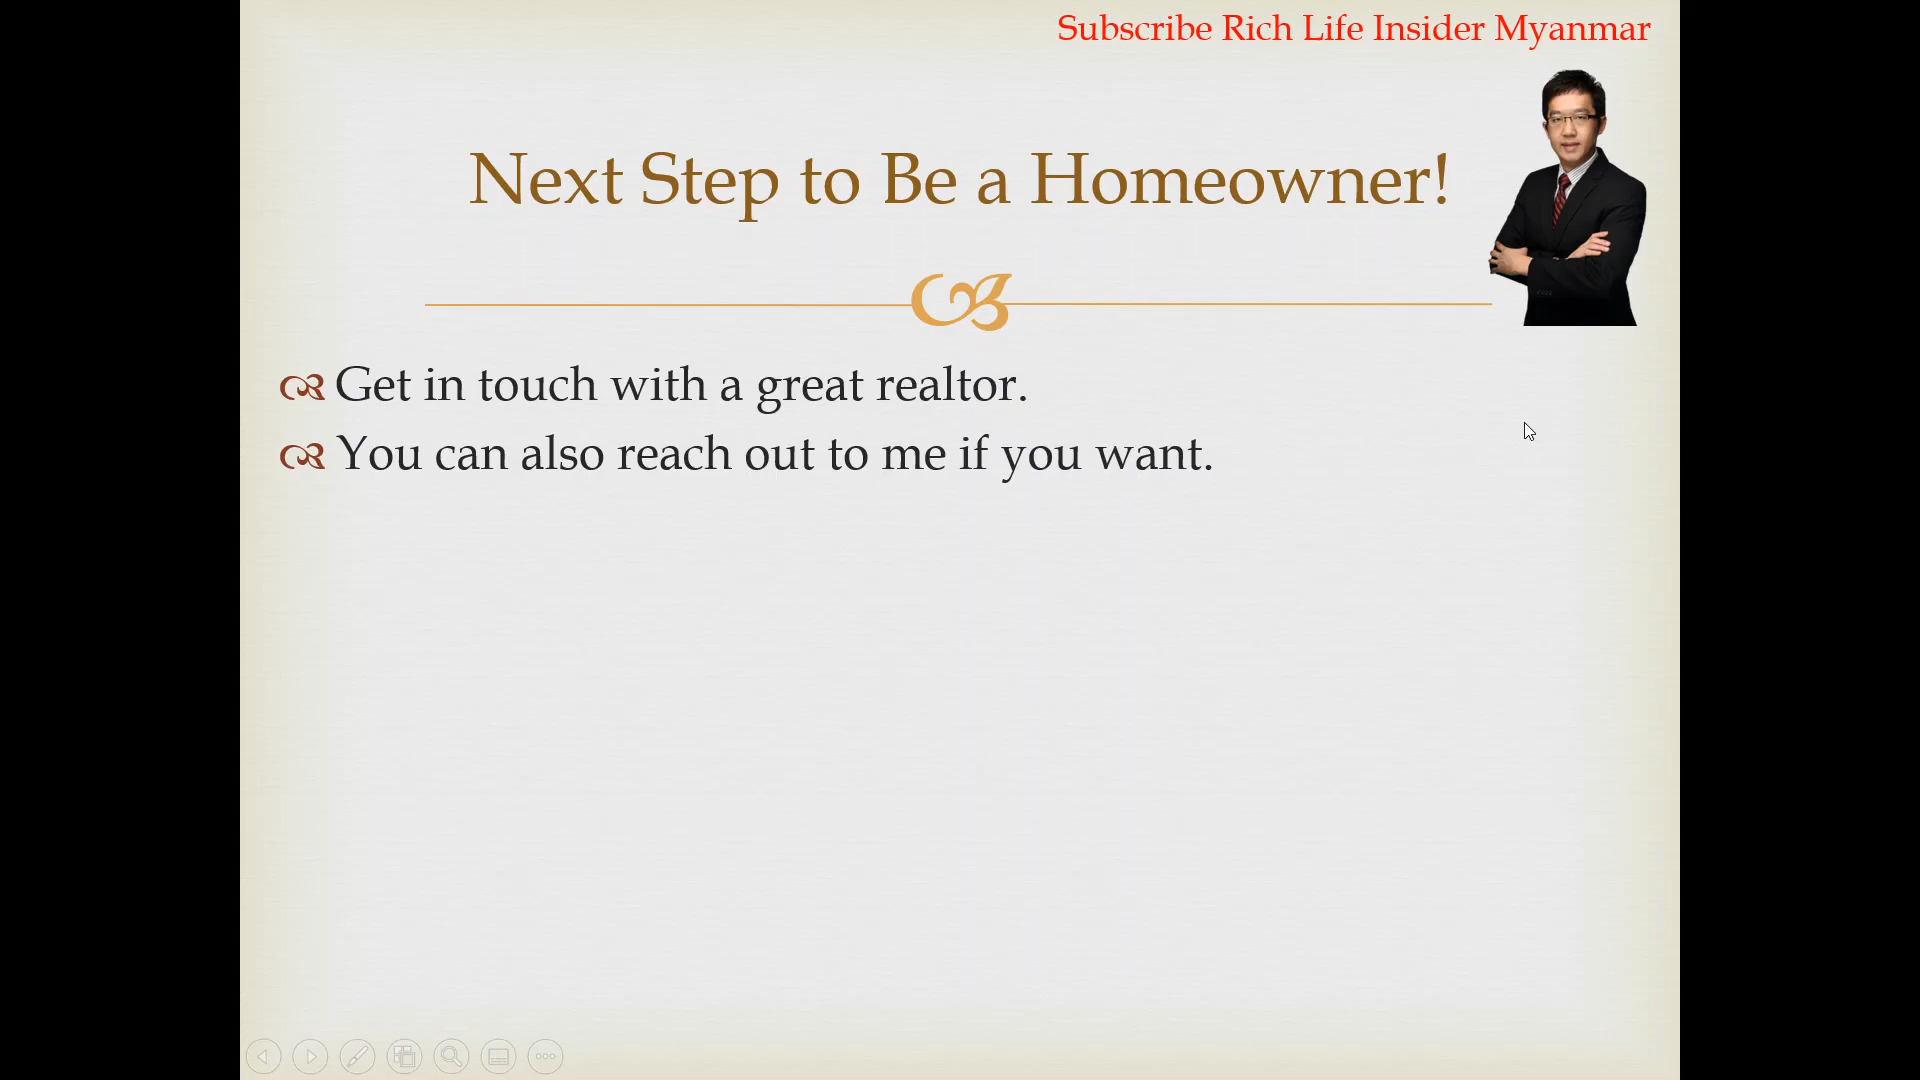 Subscribe Rich Life Insider Myanmar
Next Step to Be a Homeowner!
Get in touch with a great realtor.
You can also reach out to me if you want.